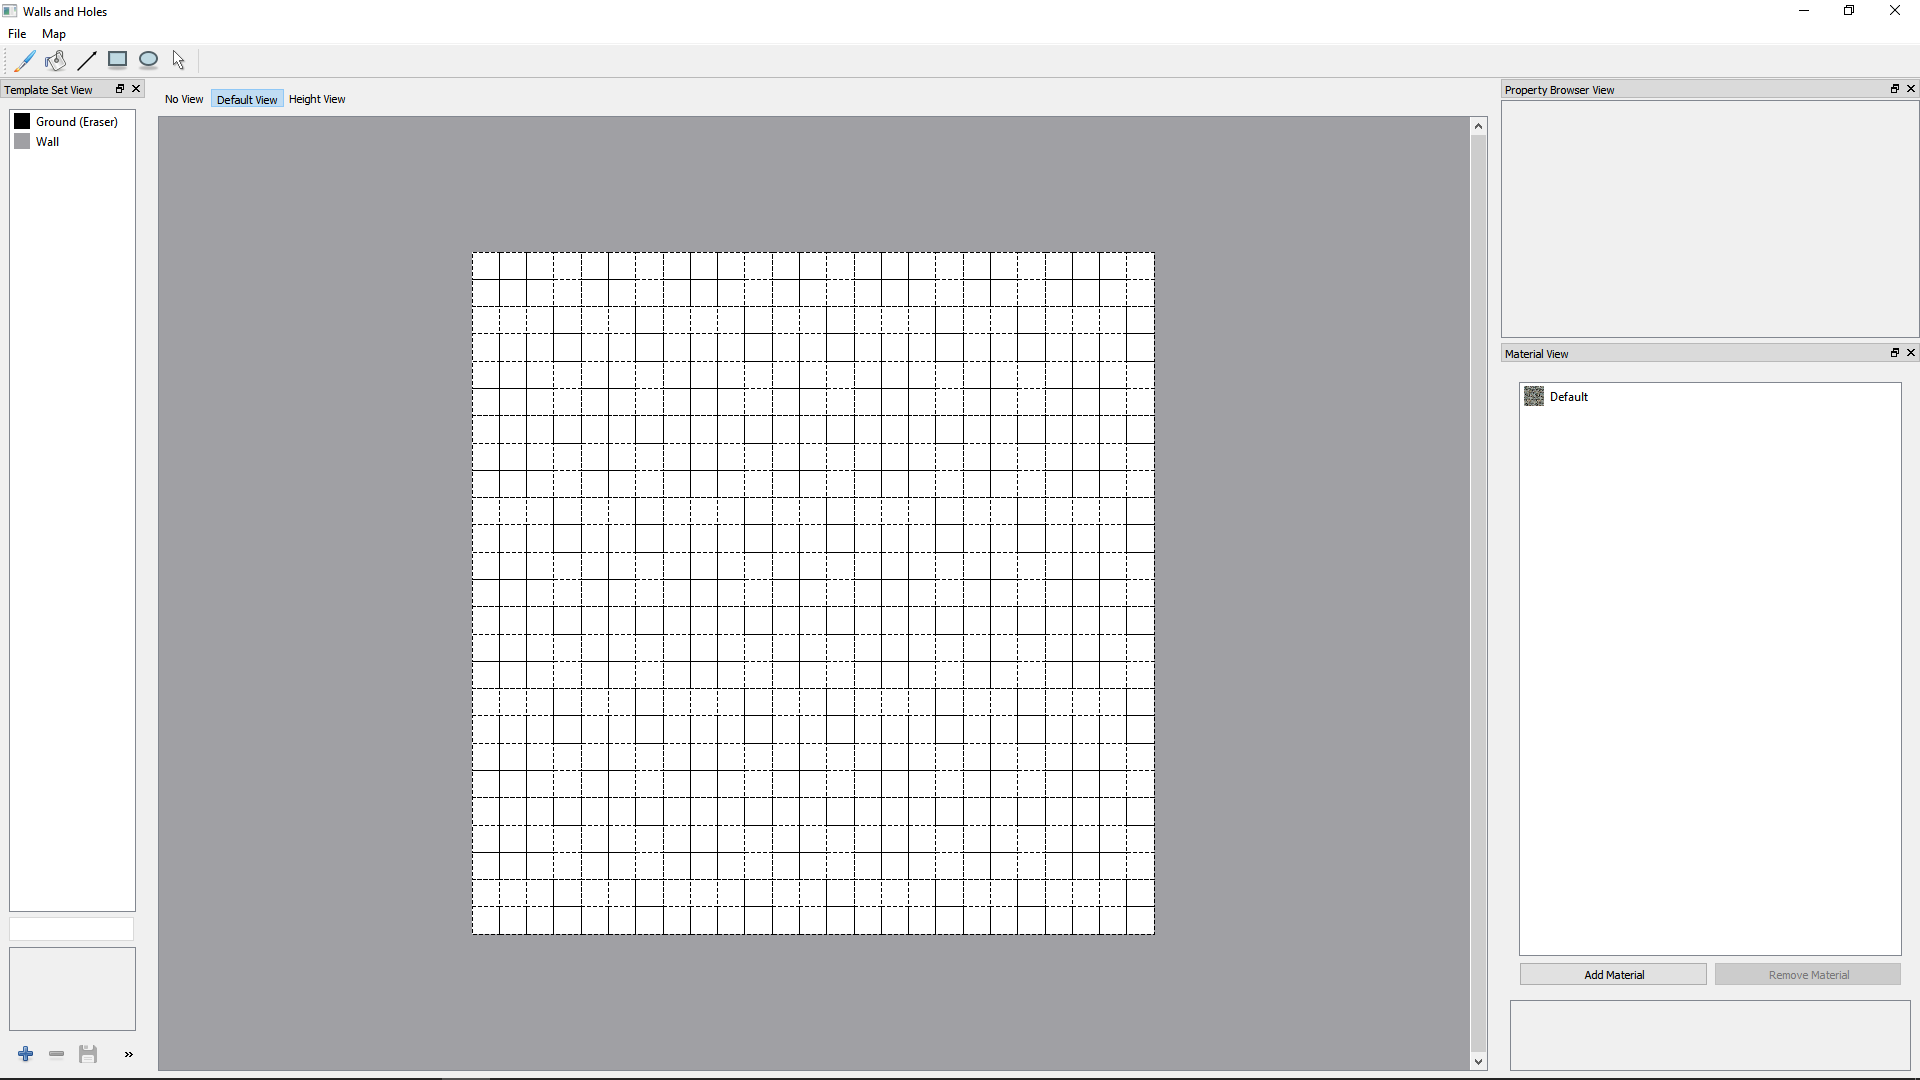 Walls and Holes
File Map
Template Set View
Ground (Eraser)
Wall
No View Default View Height View
Property Browser View
Material View
Default
Add Material Remove Material
»